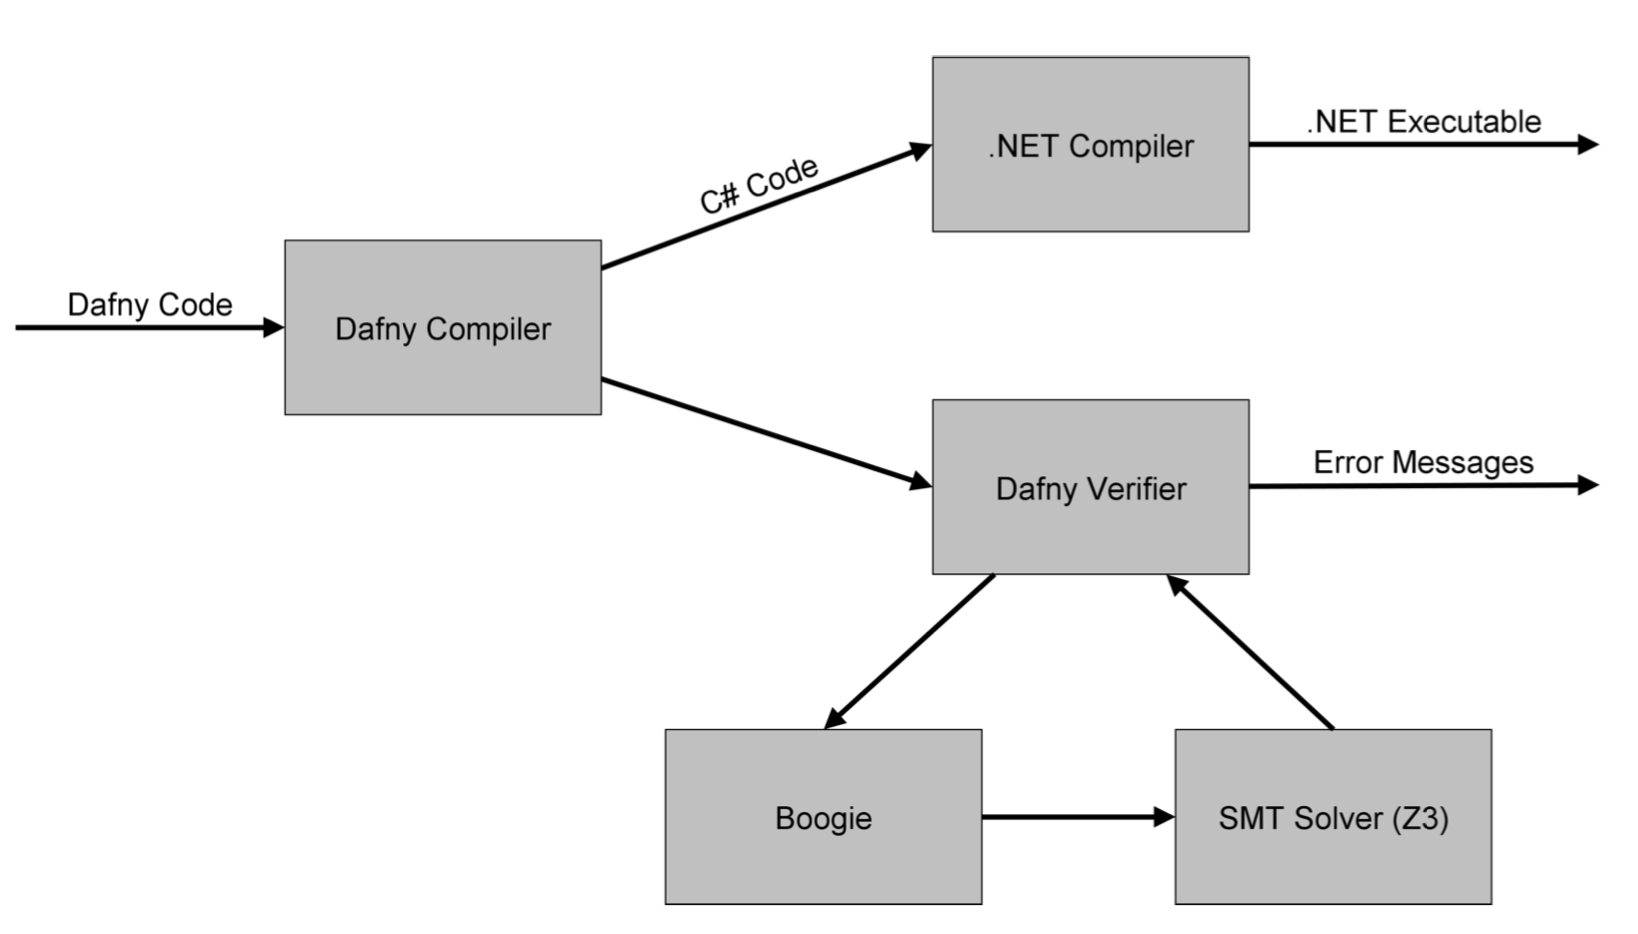 .NET Compiler
.NET Executable
C# Code
Dafny Code
Dafny Compiler
Dafny Verifier
Error Messages
Boogie
SMT Solver (Z3)